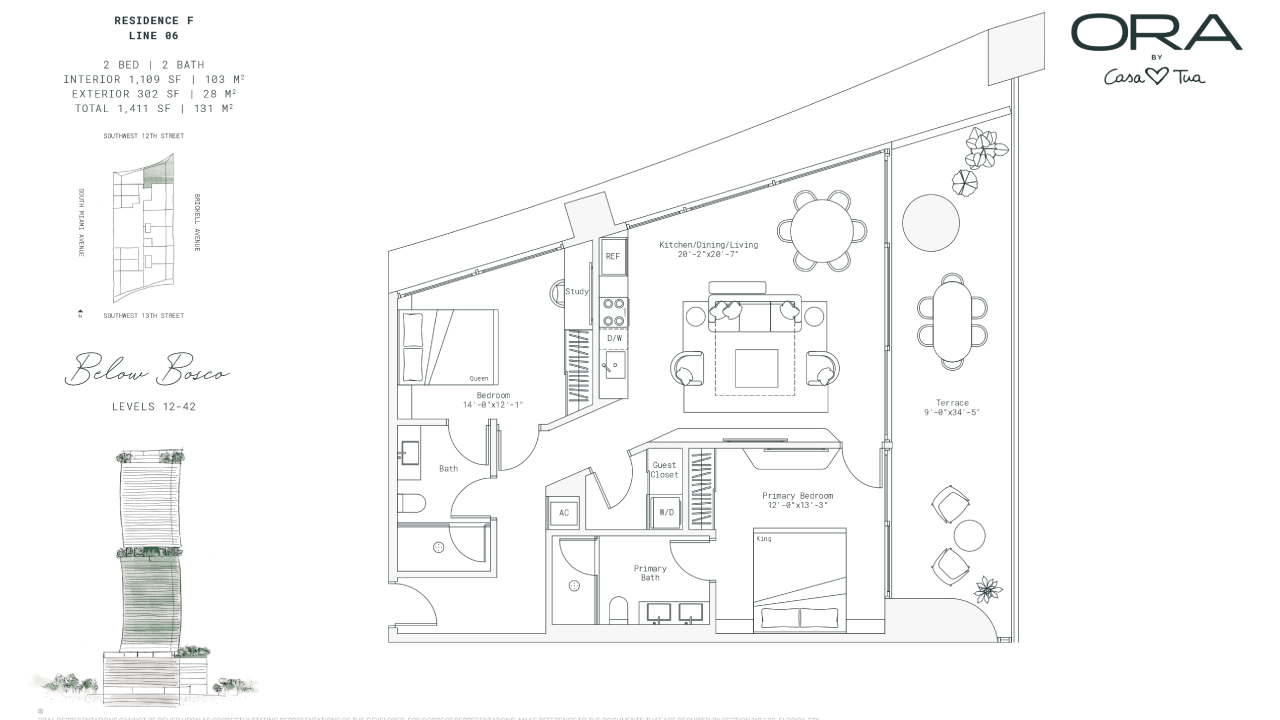 RESIDENCE F
LINE 06
2 BED | 2 BATH
INTERIOR 1,109 SF | 103 M²
EXTERIOR 302 SF | 28 M²
TOTAL 1,411 SF | 131 M²
SOUTHWEST 12TH STREET
SOUTH MIAMI AVENUE
BRICKELL AVENUE
N
SOUTHWEST 13TH STREET
Below Bosco
LEVELS 12-42
ORA
BY
Casa Tua
REF
Kitchen/Dining/Living
20'-2"x20'-7"
Study
D/W
Queen
Bedroom
14'-0"x12'-1"
Terrace
9'-0"x34'-5"
Bath
Guest
Closet
AC
W/D
Primary Bedroom
12'-0"x13'-3"
King
Primary
Bath